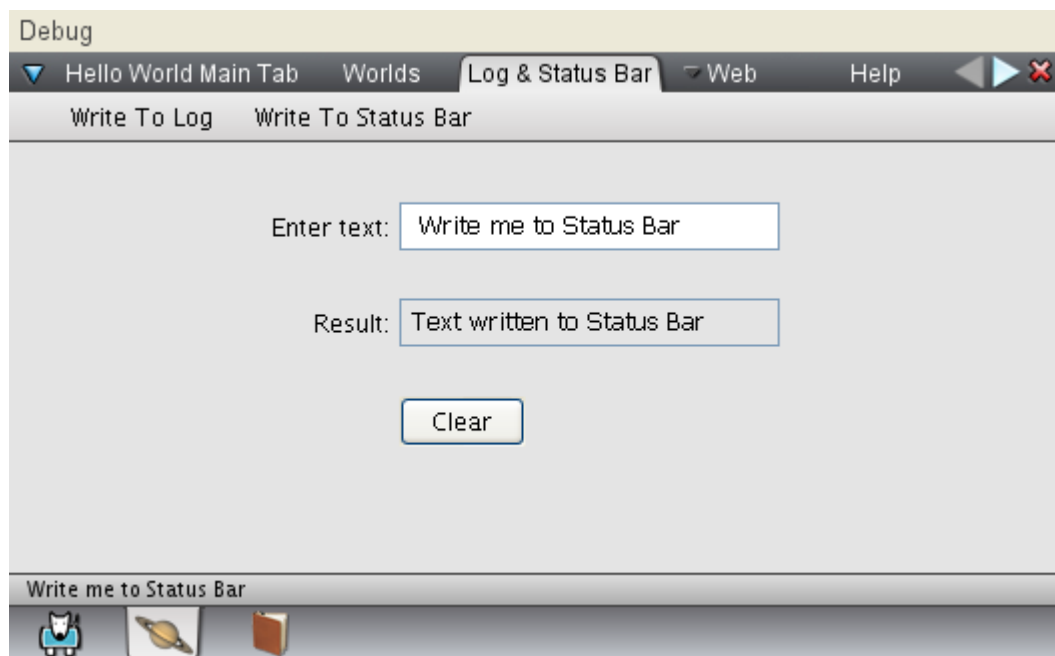 Debug
Hello World Main Tab Worlds Log & Status Bar Web Help
Write To Log Write To Status Bar
Enter text: Write me to Status Bar
Result: Text written to Status Bar
Clear
Write me to Status Bar